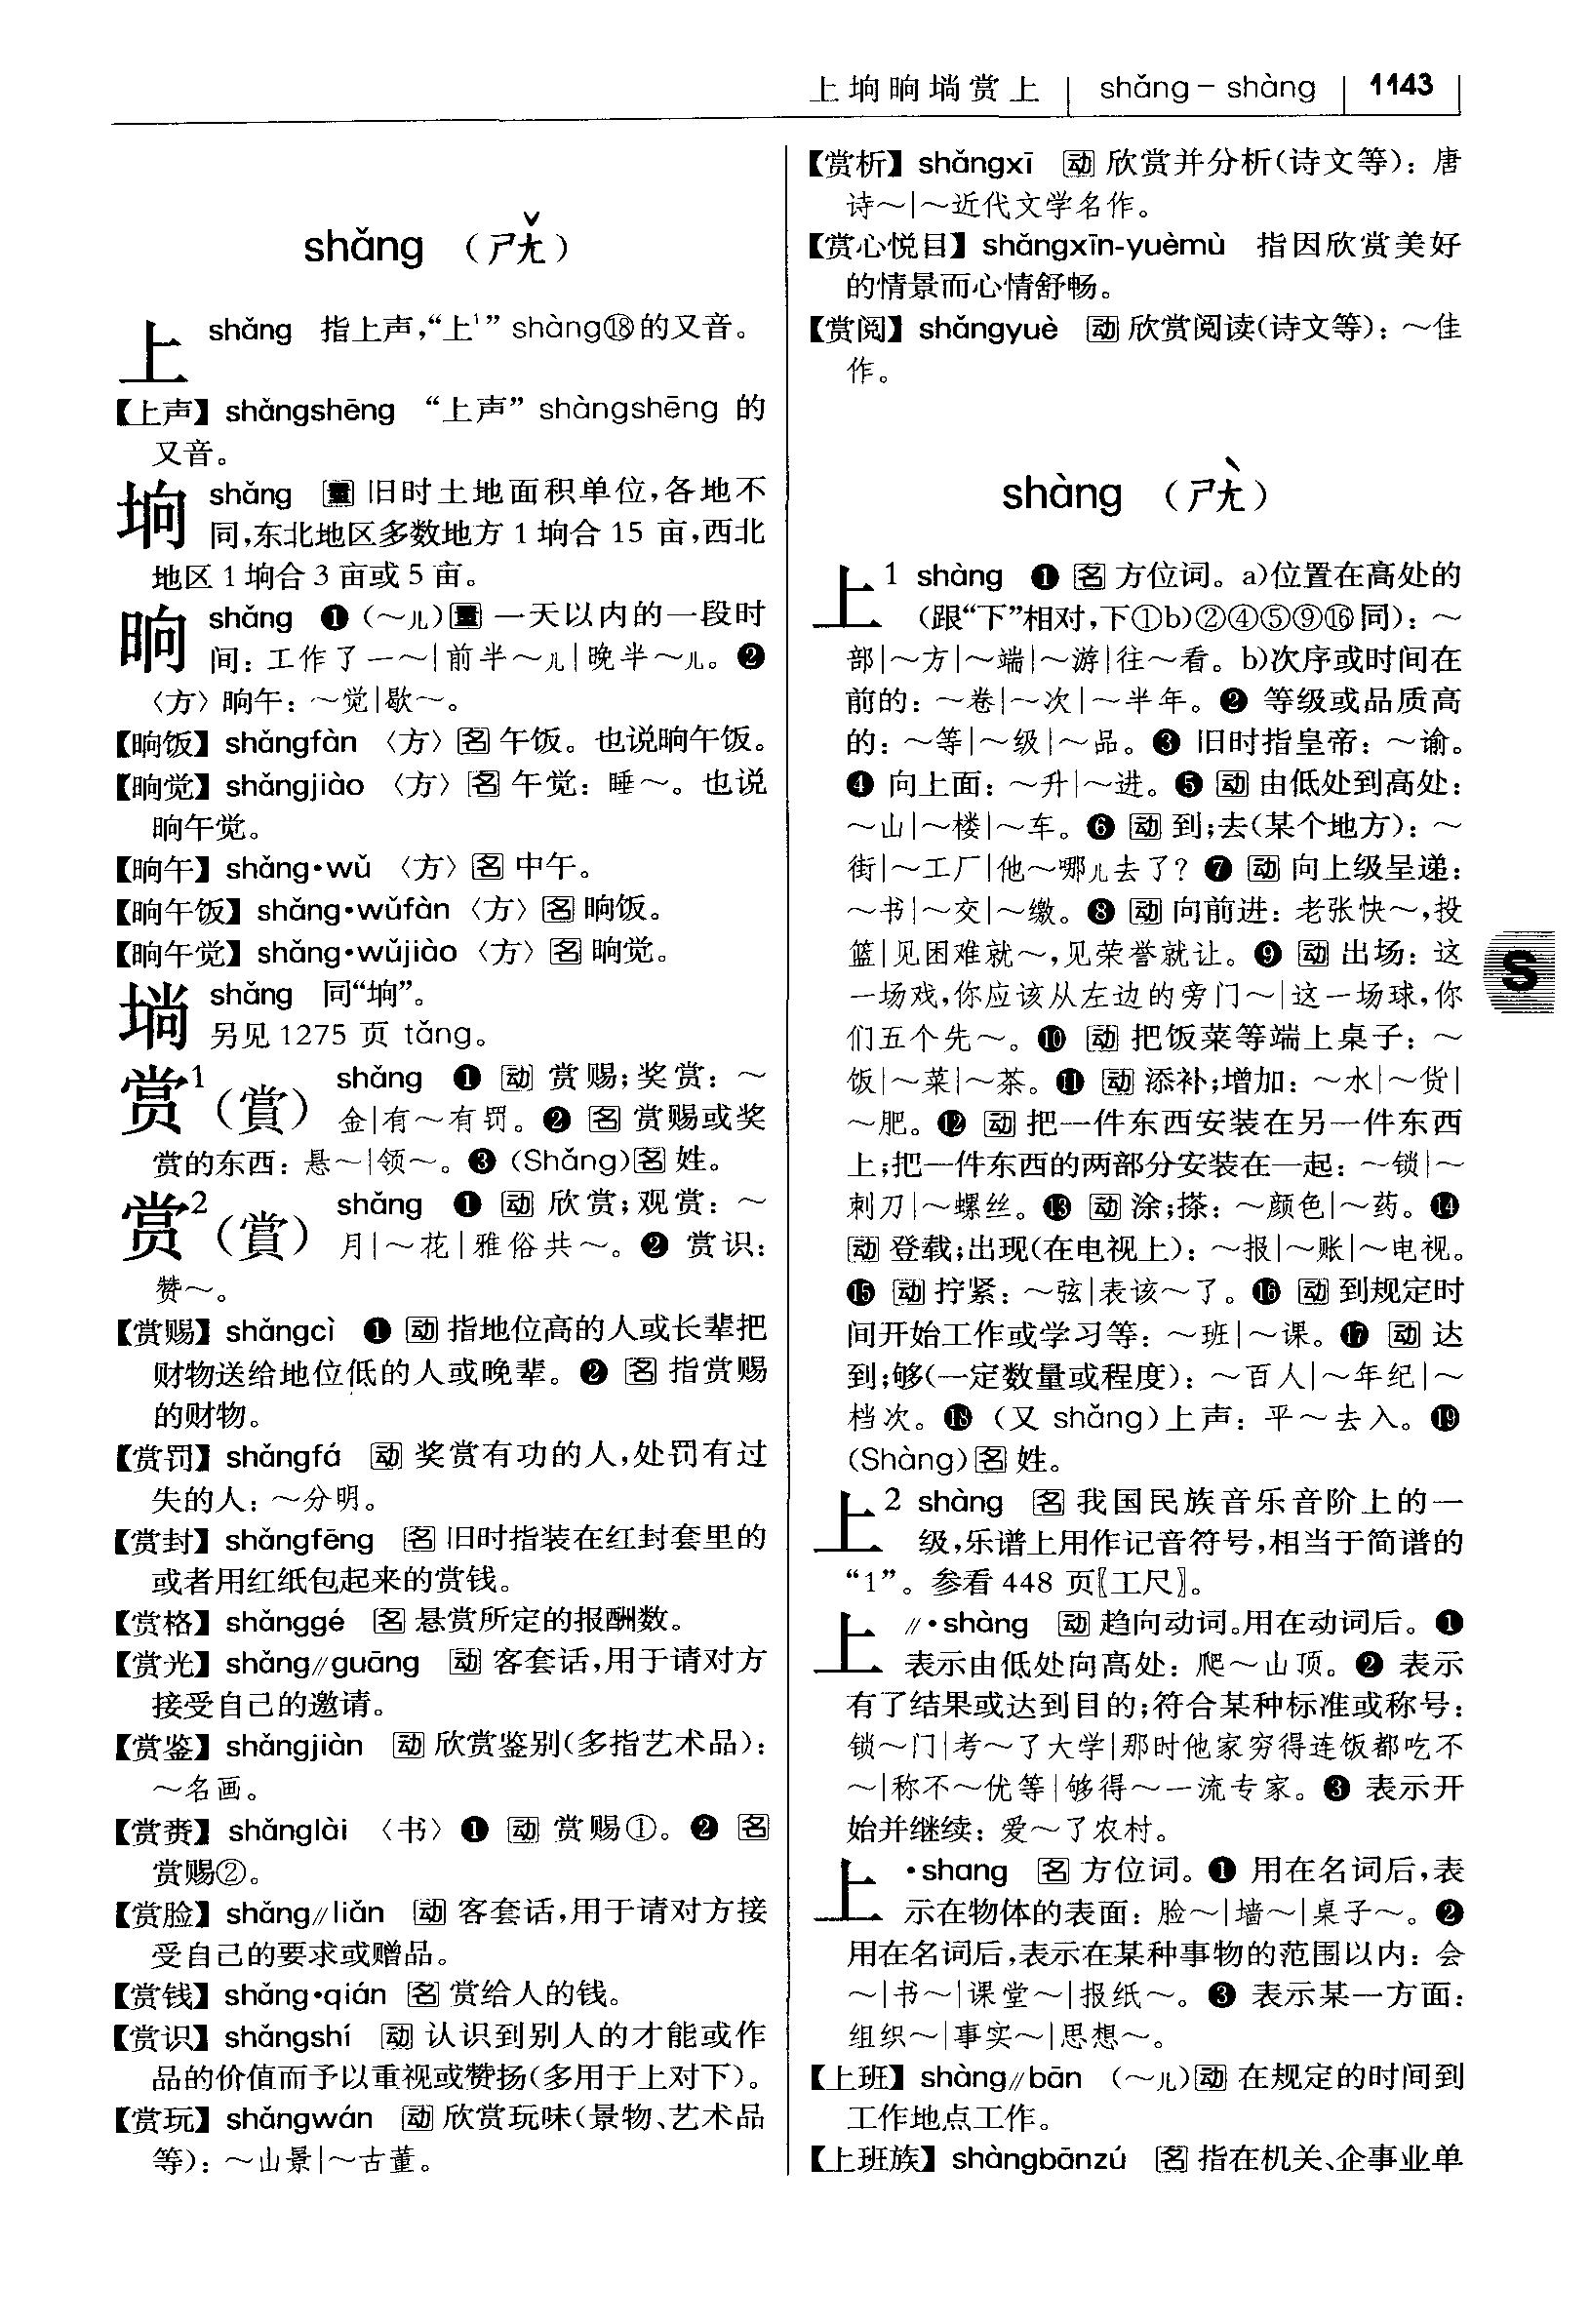 上垧晌塃赏上 shǎng－shàng 1143
shǎng （ㄕㄤˇ）
上 shǎng 指上声，“上¹”shàng⑱的又音。
【上声】shǎngshēng “上声”shàngshēng 的
又音。
垧 shǎng 量 旧时土地面积单位，各地不
同，东北地区多数地方 1 垧合 15 亩，西北
地区 1 垧合 3 亩或 5 亩。
晌 shǎng ❶（～儿）量 一天以内的一段时
间：工作了一～|前半～儿|晚半～儿。❷
〈方〉晌午：～觉|歇～。
【晌饭】shǎngfàn 〈方〉名 午饭。也说晌午饭。
【晌觉】shǎngjiào 〈方〉名 午觉：睡～。也说
晌午觉。
【晌午】shǎng·wǔ 〈方〉名 中午。
【晌午饭】shǎng·wǔfàn〈方〉名 晌饭。
【晌午觉】shǎng·wǔjiào〈方〉名 晌觉。
shǎng 同“垧”。
另见 1275 页 tǎng。
赏¹（賞） shǎng ❶ 动 赏赐；奖赏：～
金|有～有罚。❷ 名 赏赐或奖
赏的东西：悬～|领～。❸（Shǎng）名 姓。
赏²（賞） shǎng ❶ 动 欣赏；观赏：～
月|～花|雅俗共～。❷ 赏识：
赞～。
【赏赐】shǎngcì ❶ 动 指地位高的人或长辈把
财物送给地位低的人或晚辈。❷ 名 指赏赐
的财物。
【赏罚】shǎngfá 动 奖赏有功的人，处罚有过
失的人：～分明。
【赏封】shǎngfēng 名 旧时指装在红封套里的
或者用红纸包起来的赏钱。
【赏格】shǎnggé 名 悬赏所定的报酬数。
【赏光】shǎng∥guāng 动 客套话，用于请对方
接受自己的邀请。
【赏鉴】shǎngjiàn 动 欣赏鉴别（多指艺术品）：
～名画。
【赏赉】shǎnglài 〈书〉❶ 动 赏赐①。❷ 名
赏赐②。
【赏脸】shǎng∥liǎn 动 客套话，用于请对方接
受自己的要求或赠品。
【赏钱】shǎng·qián 名 赏给人的钱。
【赏识】shǎngshí 动 认识到别人的才能或作
品的价值而予以重视或赞扬（多用于上对下）。
【赏玩】shǎngwán 动 欣赏玩味（景物、艺术品
等）：～山景|～古董。
【赏析】shǎngxī 动 欣赏并分析（诗文等）：唐
诗～|～近代文学名作。
【赏心悦目】shǎngxīn-yuèmù 指因欣赏美好
的情景而心情舒畅。
【赏阅】shǎngyuè 动 欣赏阅读（诗文等）：～佳
作。
shàng （ㄕㄤˋ）
上¹ shàng ❶ 名 方位词。a）位置在高处的
（跟“下”相对，下①b）②④⑤⑨⑯同）：～
部|～方|～端|～游|往～看。b）次序或时间在
前的：～卷|～次|～半年。❷ 等级或品质高
的：～等|～级|～品。❸ 旧时指皇帝：～谕。
❹ 向上面：～升|～进。❺ 动 由低处到高处：
～山|～楼|～车。❻ 动 到；去（某个地方）：～
街|～工厂|他～哪儿去了？❼ 动 向上级呈递：
～书|～交|～缴。❽ 动 向前进：老张快～，投
篮|见困难就～，见荣誉就让。❾ 动 出场：这
一场戏，你应该从左边的旁门～|这一场球，你
们五个先～。❿ 动 把饭菜等端上桌子：～
饭|～菜|～茶。⓫ 动 添补；增加：～水|～货|
～肥。⓬ 动 把一件东西安装在另一件东西
上；把一件东西的两部分安装在一起：～锁|～
刺刀|～螺丝。⓭ 动 涂；搽：～颜色|～药。⓮
动 登载；出现（在电视上）：～报|～账|～电视。
⓯ 动 拧紧：～弦|表该～了。⓰ 动 到规定时
间开始工作或学习等：～班|～课。⓱ 动 达
到；够（一定数量或程度）：～百人|～年纪|～
档次。⓲（又 shǎng）上声：平～去入。⓳
（Shàng）名 姓。
上² shàng 名 我国民族音乐音阶上的一
级，乐谱上用作记音符号，相当于简谱的
“1”。参看 448 页〖工尺〗。
上 ∥·shàng 动 趋向动词。用在动词后。❶
表示由低处向高处：爬～山顶。❷ 表示
有了结果或达到目的；符合某种标准或称号：
锁～门|考～了大学|那时他家穷得连饭都吃不
～|称不～优等|够得～一流专家。❸ 表示开
始并继续：爱～了农村。
上 ·shang 名 方位词。❶ 用在名词后，表
示在物体的表面：脸～|墙～|桌子～。❷
用在名词后，表示在某种事物的范围以内：会
～|书～|课堂～|报纸～。❸ 表示某一方面：
组织～|事实～|思想～。
【上班】shàng∥bān （～儿）动 在规定的时间到
工作地点工作。
【上班族】shàngbānzú 名 指在机关、企事业单
S